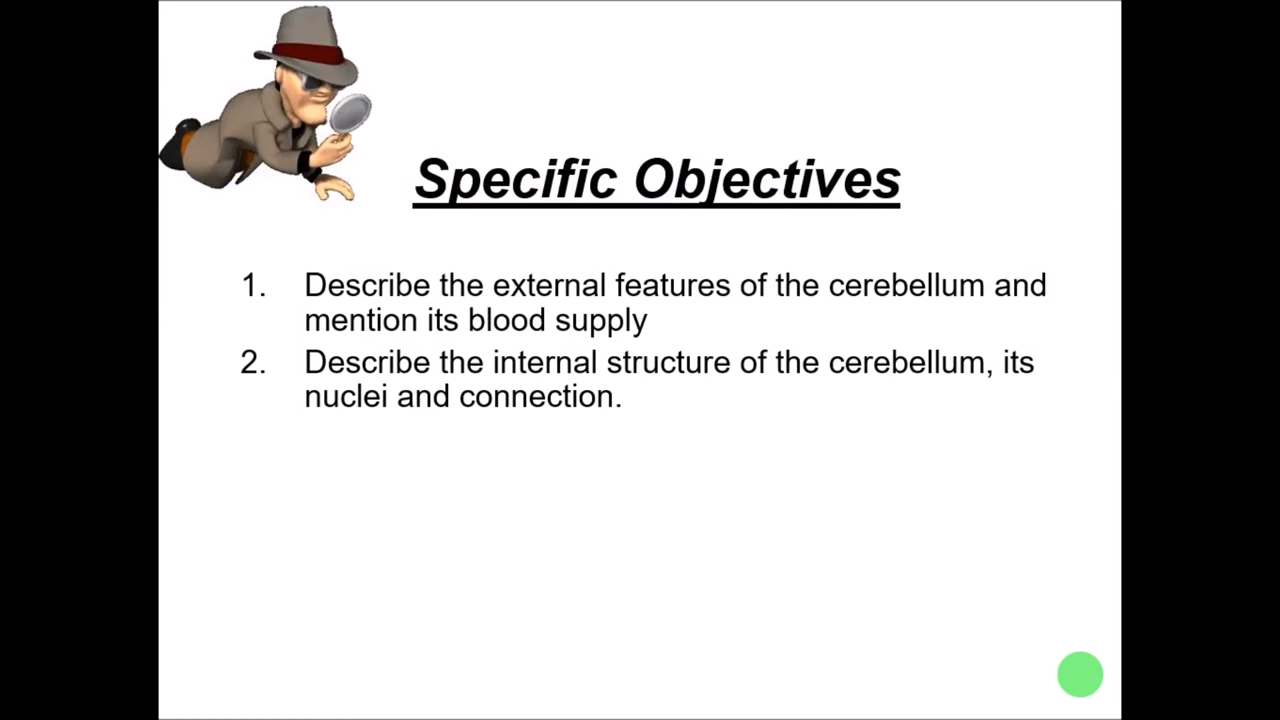 Specific Objectives
1. Describe the external features of the cerebellum and
mention its blood supply
2. Describe the internal structure of the cerebellum, its
nuclei and connection.